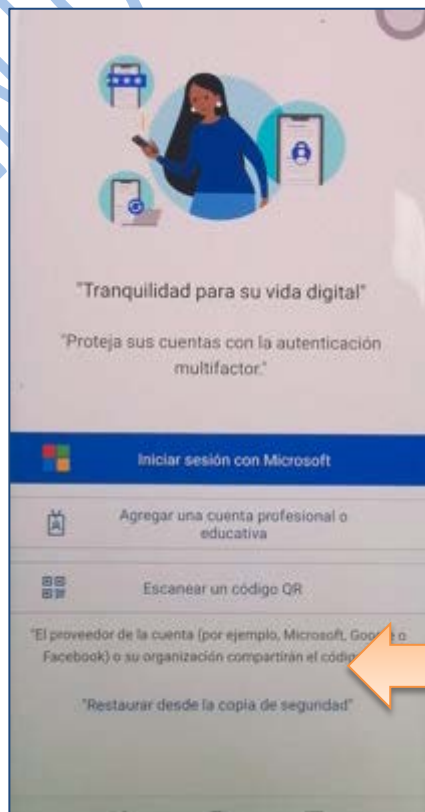 "Tranquilidad para su vida digital"
"Proteja sus cuentas con la autenticación
multifactor."
Iniciar sesión con Microsoft
Agregar una cuenta profesional o
educativa
Escanear un código QR
"El proveedor de la cuenta (por ejemplo, Microsoft, Google o
Facebook) o su organización compartirán el
"Restaurar desde la copia de seguridad"